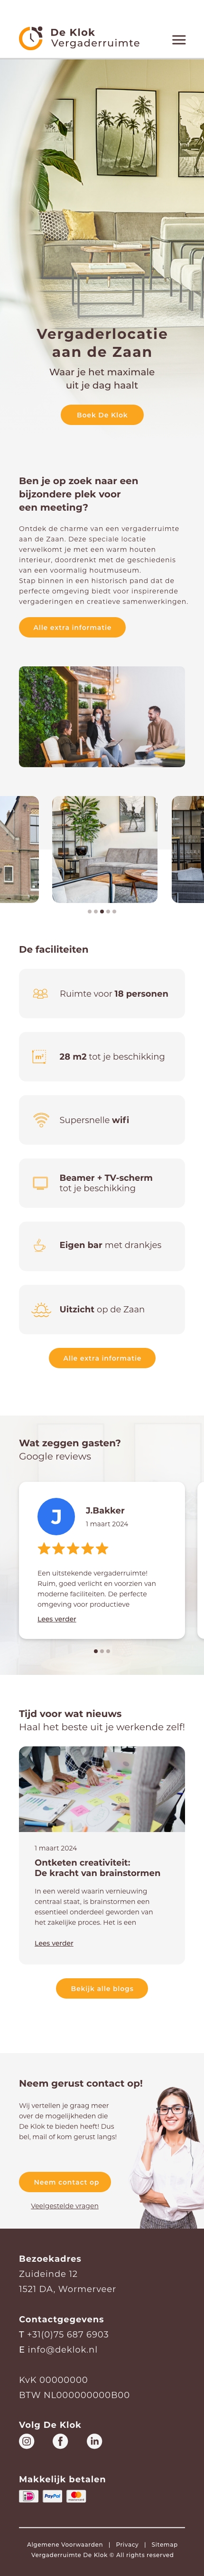 De Klok
Vergaderruimte
Vergaderlocatie
aan de Zaan
Waar je het maximale
uit je dag haalt
Boek De Klok
Ben je op zoek naar een
bijzondere plek voor
een meeting?
Ontdek de charme van een vergaderruimte
aan de Zaan. Deze speciale locatie
verwelkomt je met een warm houten
interieur, doordrenkt met de geschiedenis
van een voormalig houtmuseum.
Stap binnen in een historisch pand dat de
perfecte omgeving biedt voor inspirerende
vergaderingen en creatieve samenwerkingen.
Alle extra informatie
De faciliteiten
Ruimte voor 18 personen
m²
28 m2 tot je beschikking
Supersnelle wifi
Beamer + TV-scherm
tot je beschikking
Eigen bar met drankjes
Uitzicht op de Zaan
Alle extra informatie
Wat zeggen gasten?
Google reviews
J
J.Bakker
1 maart 2024
Een uitstekende vergaderruimte!
Ruim, goed verlicht en voorzien van
moderne faciliteiten. De perfecte
omgeving voor productieve
Lees verder
Tijd voor wat nieuws
Haal het beste uit je werkende zelf!
1 maart 2024
Ontketen creativiteit:
De kracht van brainstormen
In een wereld waarin vernieuwing
centraal staat, is brainstormen een
essentieel onderdeel geworden van
het zakelijke proces. Het is een
Lees verder
Bekijk alle blogs
Neem gerust contact op!
Wij vertellen je graag meer
over de mogelijkheden die
De Klok te bieden heeft! Dus
bel, mail of kom gerust langs!
Neem contact op
Veelgestelde vragen
Bezoekadres
Zuideinde 12
1521 DA, Wormerveer
Contactgegevens
T +31(0)75 687 6903
E info@deklok.nl
KvK 00000000
BTW NL000000000B00
Volg De Klok
Makkelijk betalen
PayPal
Algemene Voorwaarden | Privacy | Sitemap
Vergaderruimte De Klok © All rights reserved